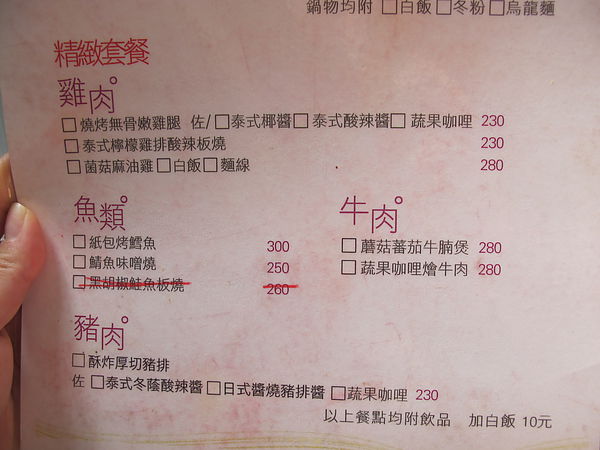 鍋物均附 □白飯□冬粉□烏龍麵
精緻套餐
雞肉
□燒烤無骨嫩雞腿 佐/□泰式椰醬□泰式酸辣醬□蔬果咖哩 230
□泰式檸檬雞排酸辣板燒 230
□菌菇麻油雞□白飯□麵線 280
魚類
□紙包烤鱈魚 300
□鯖魚味噌燒 250
□黑胡椒鮭魚板燒 260
牛肉
□蘑菇蕃茄牛腩煲 280
□蔬果咖哩燴牛肉 280
豬肉
□酥炸厚切豬排
佐 □泰式冬蔭酸辣醬□日式醬燒豬排醬 □蔬果咖哩 230
以上餐點均附飲品 加白飯 10元